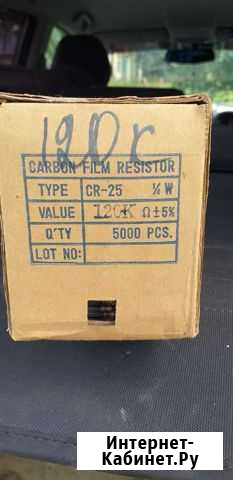 120K
CARBON FILM RESISTOR
TYPE CR-25 ¼ W
VALUE 120K Ω±5%
Q'TY 5000 PCS.
LOT NO:
Интернет-
Кабинет.Ру